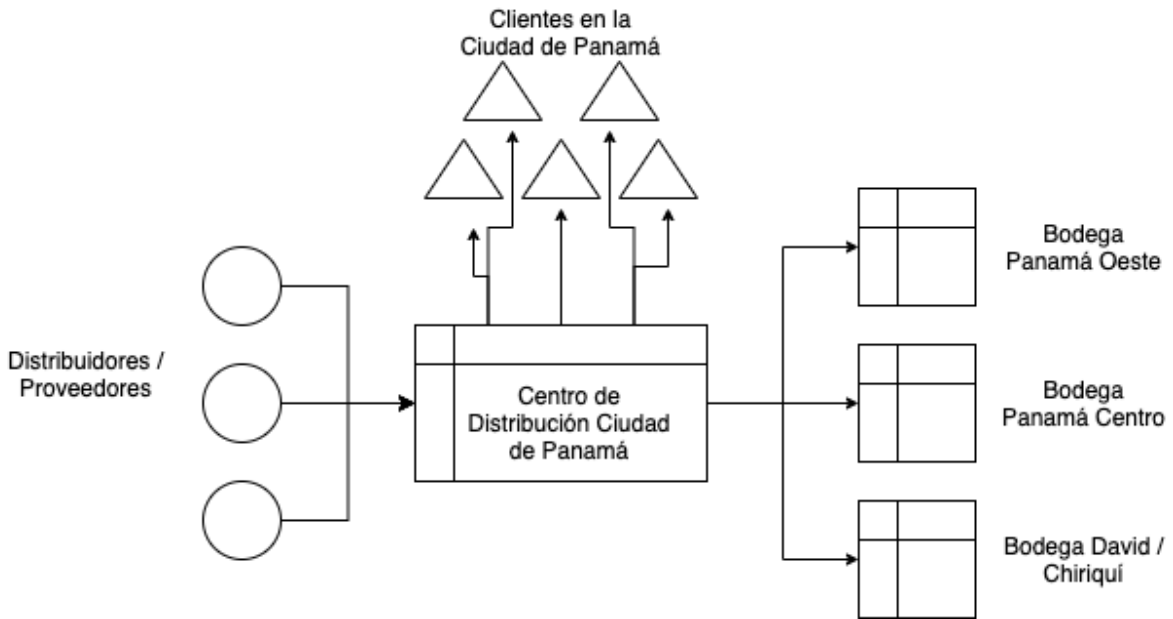 Clientes en la
Ciudad de Panamá
Distribuidores /
Proveedores
Centro de
Distribución Ciudad
de Panamá
Bodega
Panamá Oeste
Bodega
Panamá Centro
Bodega David /
Chiriquí